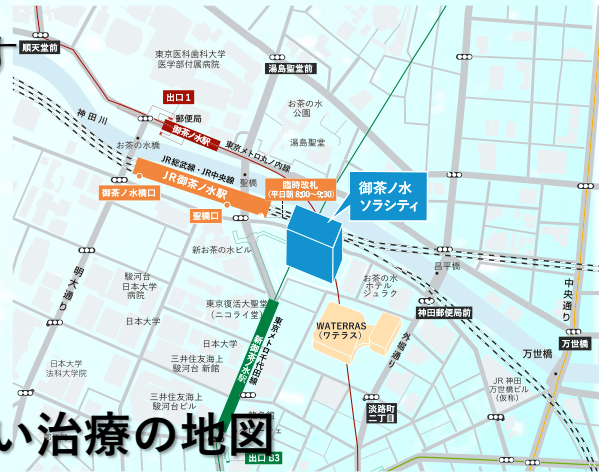 す
順天堂前
東京医科歯科大学
医学部付属病院
湯島聖堂前
出口1
郵便局
御茶ノ水駅
お茶の水
公園
神田川
お茶の水橋
東京メトロ丸ノ内線
湯島聖堂
JR総武線・JR中央線
JR御茶ノ水駅
聖橋
臨時改札
（平日朝 8:00〜9:30）
御茶ノ水
ソラシティ
御茶ノ水橋口
聖橋口
新お茶の水ビル
昌平橋
明大通り
駿河台
日本大学
病院
お茶の水
ホテル
ジュラク
中央通り
東京復活大聖堂
（ニコライ堂）
東京メトロ千代田線
新御茶ノ水駅
神田郵便局前
日本大学
WATERRAS
（ワテラス）
外堀通り
日本大学
万世橋
万世橋
日本大学
法科大学院
三井住友海上
駿河台 新館
JR 神田
万世橋ビル
（仮称）
三井住友海上
駿河台ビル
淡路町
二丁目
い治療の地図
出口 B3